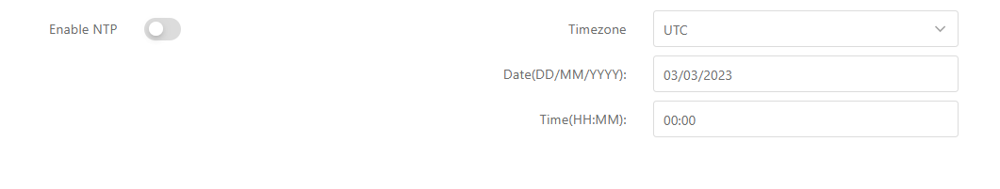 Enable NTP
Timezone
UTC
Date(DD/MM/YYYY):
03/03/2023
Time(HH:MM):
00:00